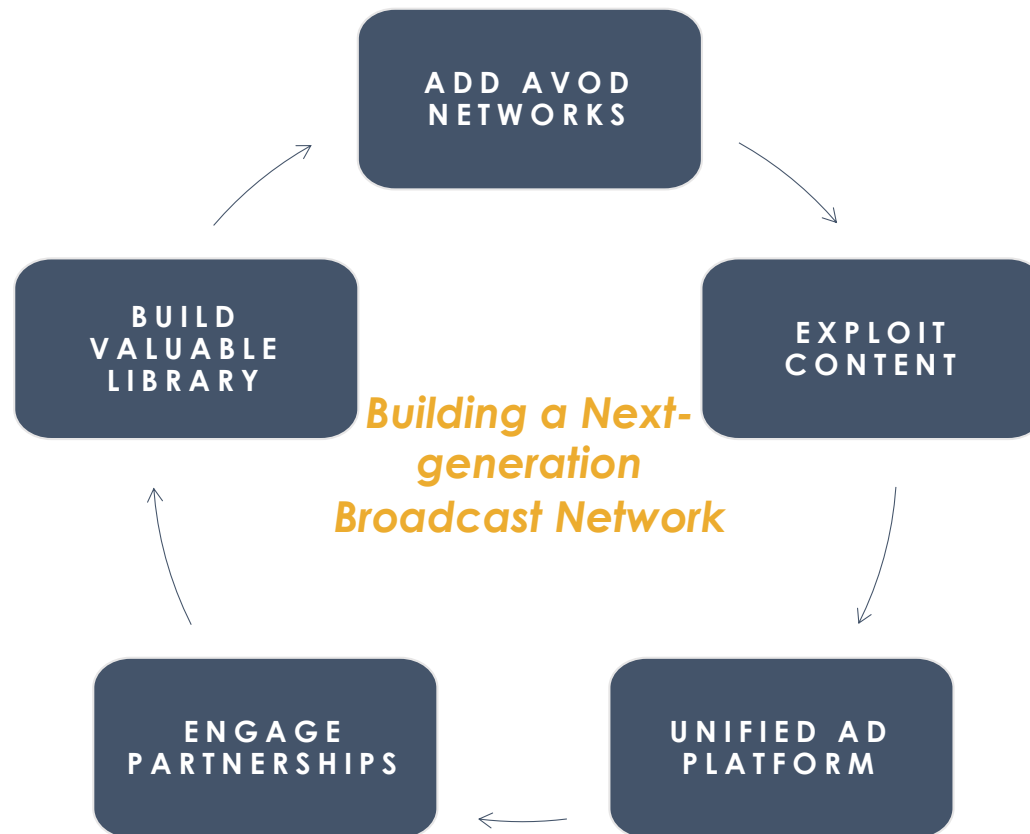 ADD AVOD
NETWORKS
EXPLOIT
CONTENT
UNIFIED AD
PLATFORM
ENGAGE
PARTNERSHIPS
BUILD
VALUABLE
LIBRARY
Building a Next-
generation
Broadcast Network